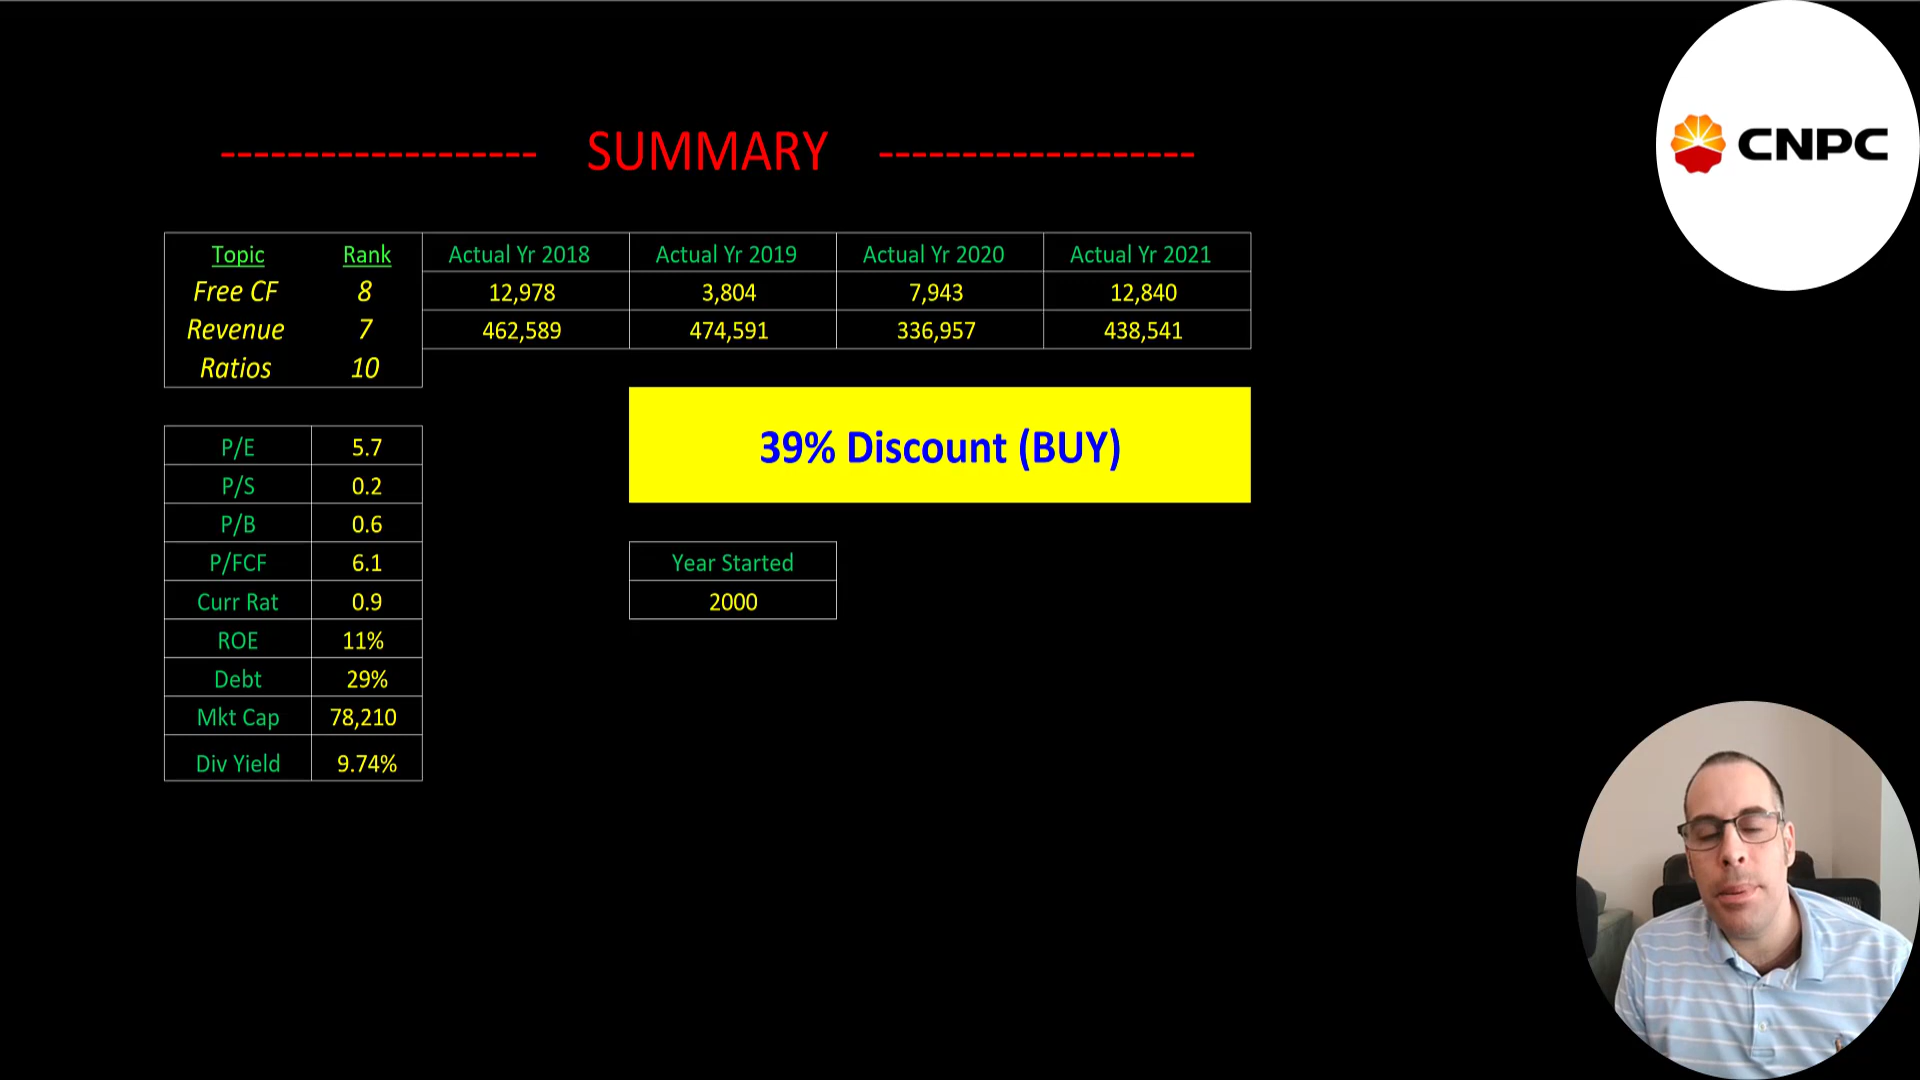 CNPC
------------------- SUMMARY -------------------
Topic Rank Actual Yr 2018 Actual Yr 2019 Actual Yr 2020 Actual Yr 2021
Free CF 8 12,978 3,804 7,943 12,840
Revenue 7 462,589 474,591 336,957 438,541
Ratios 10
39% Discount (BUY)
P/E 5.7
P/S 0.2
P/B 0.6
P/FCF 6.1
Curr Rat 0.9
ROE 11%
Debt 29%
Mkt Cap 78,210
Div Yield 9.74%
Year Started
2000